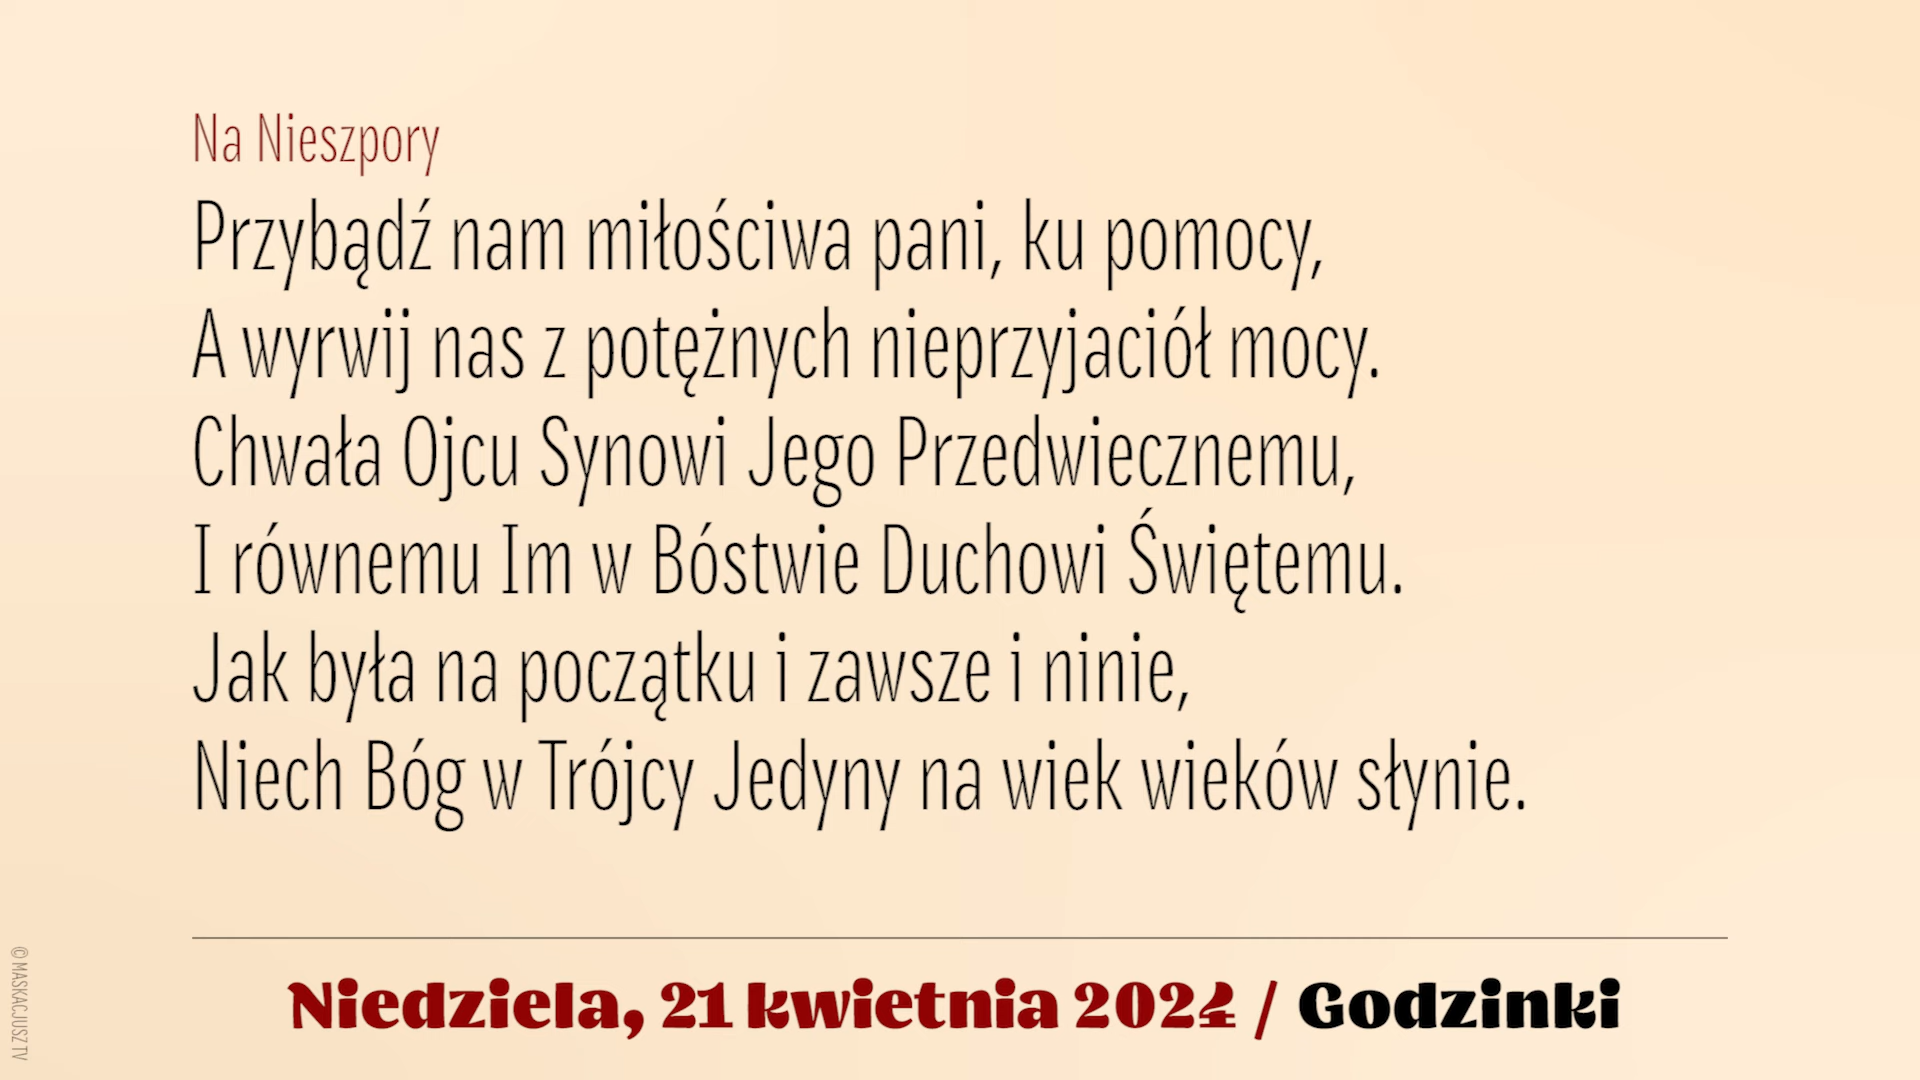 Na Nieszpory
Przybądź nam miłościwa pani, ku pomocy,
A wyrwij nas z potężnych nieprzyjaciół mocy.
Chwała Ojcu Synowi Jego Przedwiecznemu,
I równemu Im w Bóstwie Duchowi Świętemu.
Jak była na początku i zawsze i ninie,
Niech Bóg w Trójcy Jedyny na wiek wieków słynie.
Niedziela, 21 kwietnia 2024 / Godzinki
© MASKACJUSZ TV